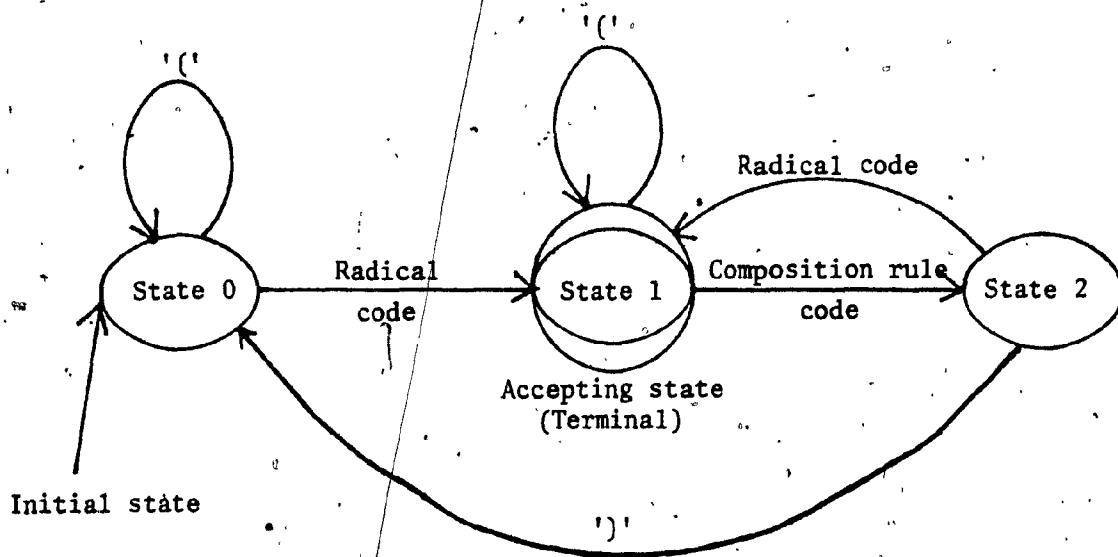 '('
'('
Radical code
Radical
code
Composition rule
code
State 0
State 1
State 2
Accepting state
(Terminal)
Initial state
')'